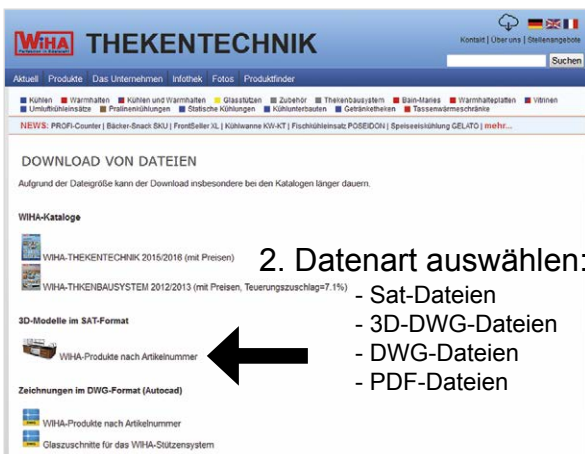 WIHA
THEKENTECHNIK
Kontakt | Über uns | Stellenangebote
Suchen
Aktuell Produkte Das Unternehmen Infothek Fotos Produktfinder
Kühlen Warmhalten Kühlen und Warmhalten Glasstützen Zubehör Thekenbausystem Bain-Maries Warmhalteplatten Vitrinen
Umluftkühleinsätze Pralinenkühlungen Statische Kühlungen Kühlunterbauten Getränketheken Tassenwärmeschränke
NEWS: PROFI-Counter | Bäcker-Snack SKU | FrontSeller XL | Kühlwanne KW-KT | Fischkühleinsatz POSEIDON | Speiseeiskühlung GELATO | mehr...
DOWNLOAD VON DATEIEN
Aufgrund der Dateigröße kann der Download insbesondere bei den Katalogen länger dauern.
WIHA-Kataloge
WIHA-THEKENTECHNIK 2015/2016 (mit Preisen)
2. Datenart auswählen:
WIHA-THKENBAUSYSTEM 2012/2013 (mit Preisen, Teuerungszuschlag=7.1%)
- Sat-Dateien
3D-Modelle im SAT-Format
- 3D-DWG-Dateien
- DWG-Dateien
WIHA-Produkte nach Artikelnummer
- PDF-Dateien
Zeichnungen im DWG-Format (Autocad)
WIHA-Produkte nach Artikelnummer
Glaszuschnitte für das WIHA-Stützensystem